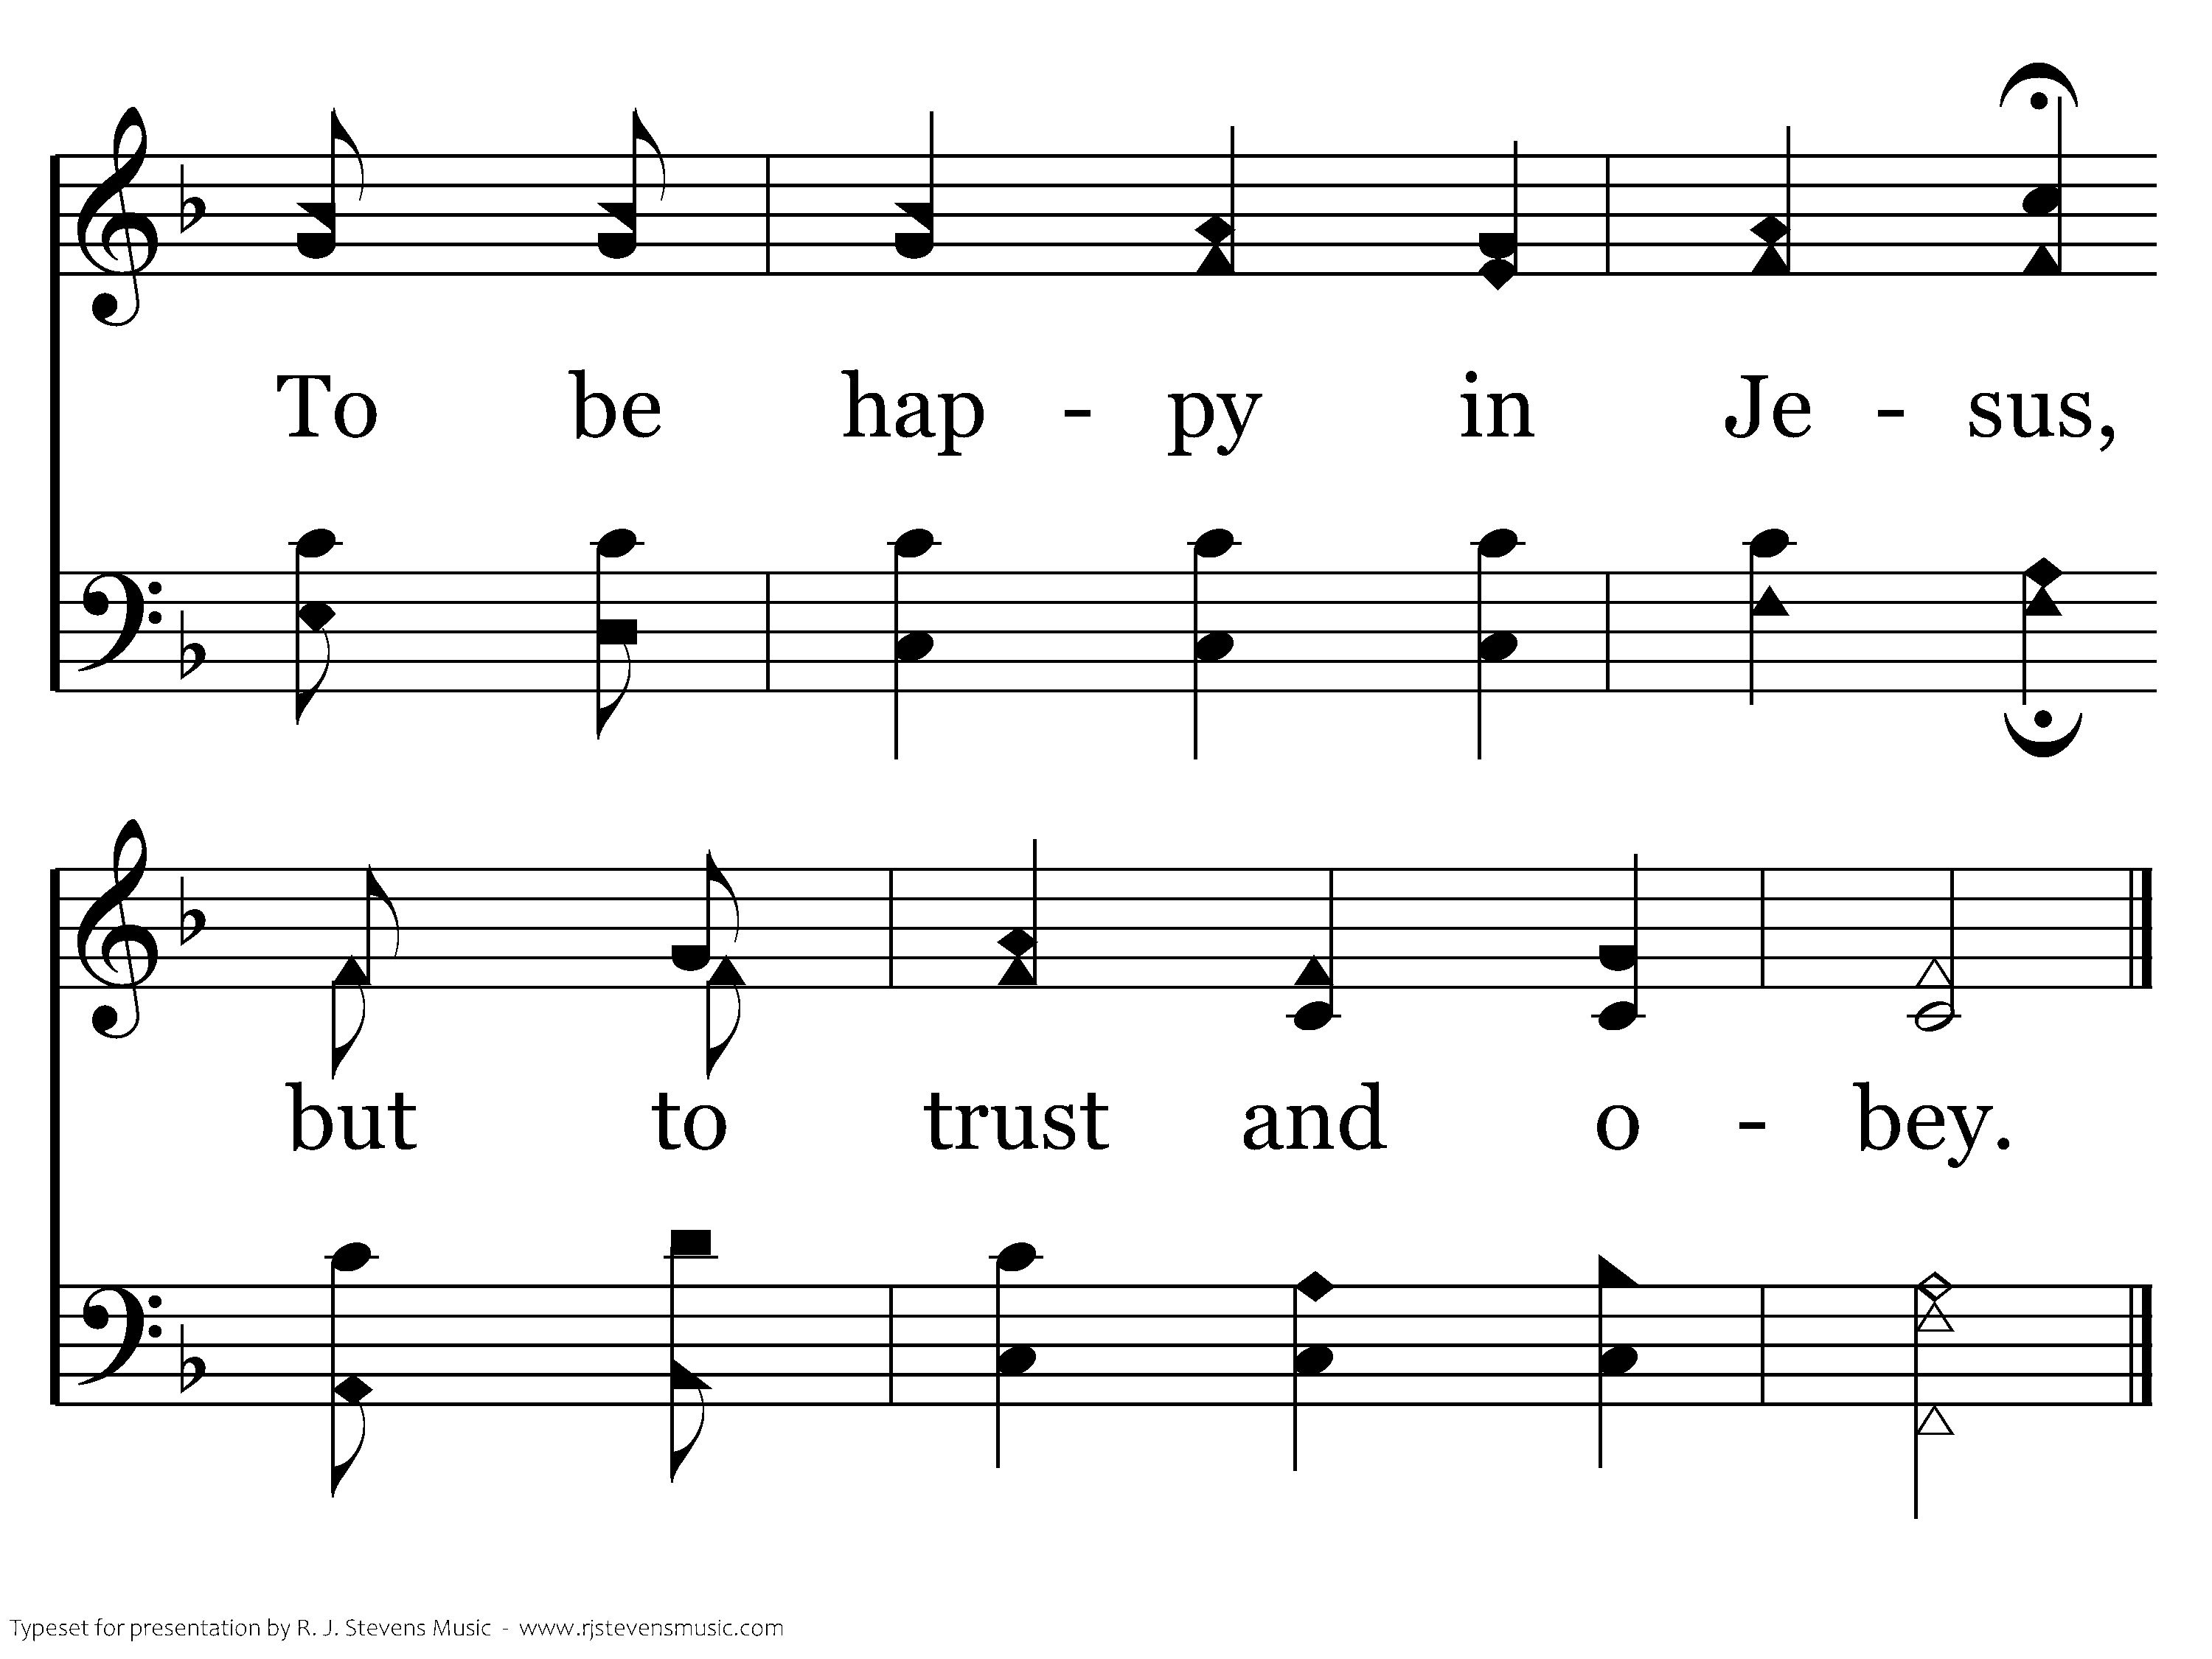 To be hap - py in Je - sus,
but to trust and o - bey.
Typeset for presentation by R. J. Stevens Music - www.rjstevensmusic.com